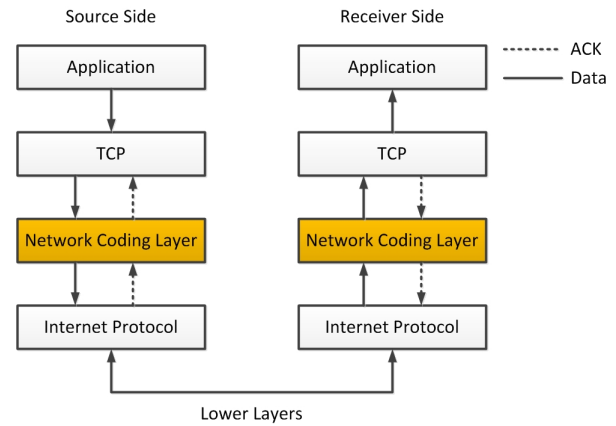 Source Side
Receiver Side
ACK
Data
Application
Application
TCP
TCP
Network Coding Layer
Network Coding Layer
Internet Protocol
Internet Protocol
Lower Layers